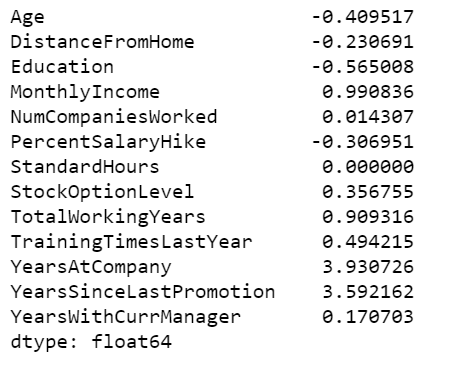 Age -0.409517
DistanceFromHome -0.230691
Education -0.565008
MonthlyIncome 0.990836
NumCompaniesWorked 0.014307
PercentSalaryHike -0.306951
StandardHours 0.000000
StockOptionLevel 0.356755
TotalWorkingYears 0.909316
TrainingTimesLastYear 0.494215
YearsAtCompany 3.930726
YearsSinceLastPromotion 3.592162
YearsWithCurrManager 0.170703
dtype: float64